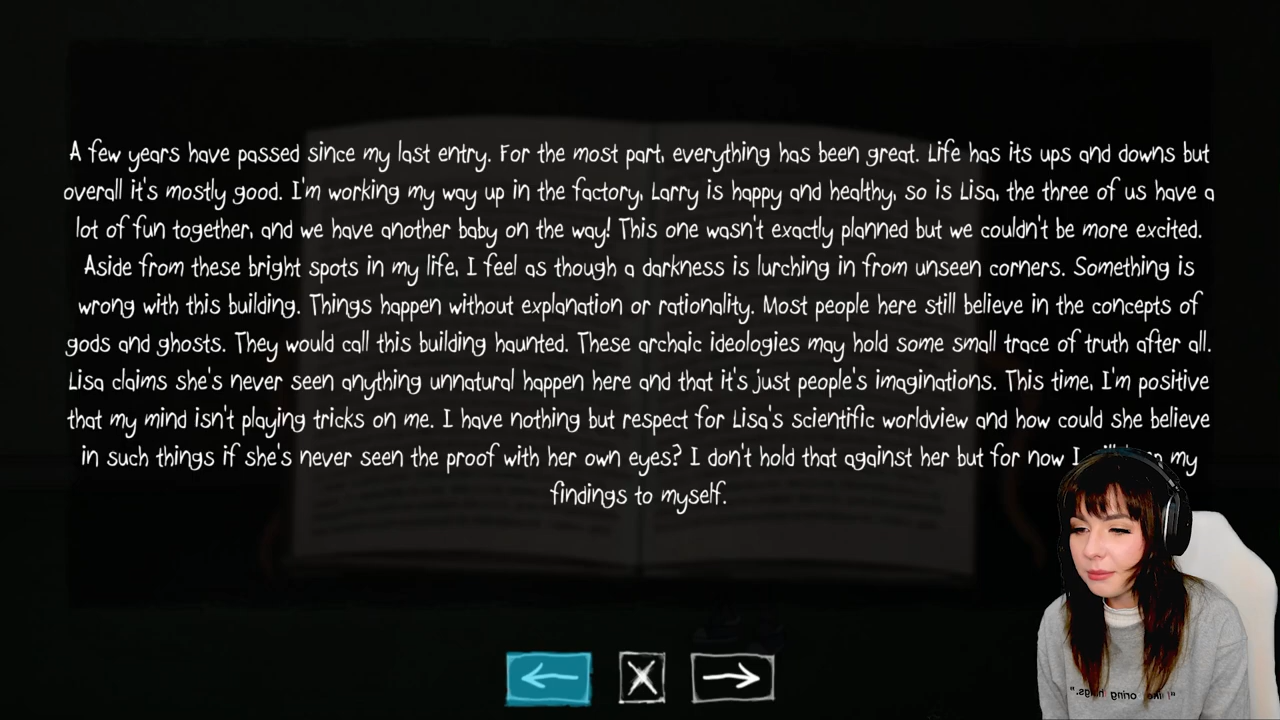 A few years have passed since my last entry. For the most part, everything has been great. Life has its ups and downs but
overall it's mostly good. I'm working my way up in the factory, Larry is happy and healthy, so is Lisa, the three of us have a
lot of fun together, and we have another baby on the way! This one wasn't exactly planned but we couldn't be more excited.
Aside from these bright spots in my life, I feel as though a darkness is lurching in from unseen corners. Something is
wrong with this building. Things happen without explanation or rationality. Most people here still believe in the concepts of
gods and ghosts. They would call this building haunted. These archaic ideologies may hold some small trace of truth after all.
Lisa claims she's never seen anything unnatural happen here and that it's just people's imaginations. This time, I'm positive
that my mind isn't playing tricks on me. I have nothing but respect for Lisa's scientific worldview and how could she believe
in such things if she's never seen the proof with her own eyes? I don't hold that against her but for now I my
findings to myself.